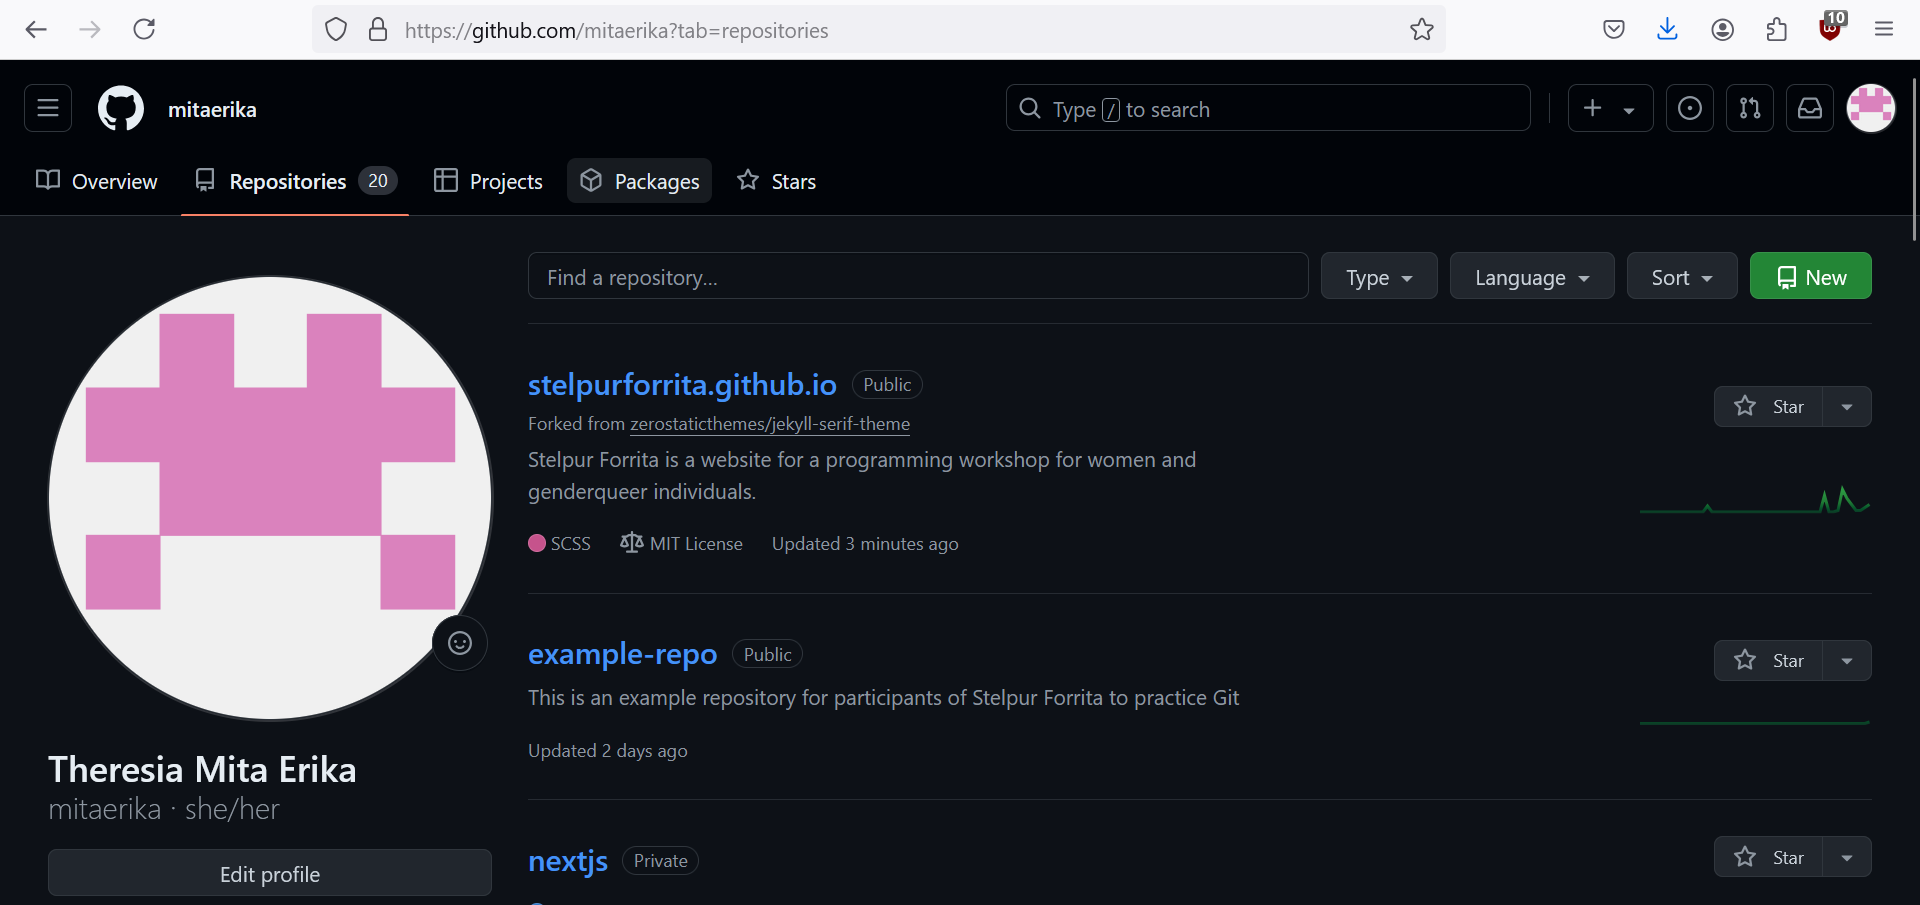 https://github.com/mitaerika?tab=repositories
10
mitaerika
Type / to search
Overview
Repositories 20
Projects
Packages
Stars
Find a repository...
Type
Language
Sort
New
stelpurforrita.github.io Public
Forked from zerostaticthemes/jekyll-serif-theme
Star
Stelpur Forrita is a website for a programming workshop for women and
genderqueer individuals.
SCSS MIT License Updated 3 minutes ago
example-repo Public
Star
This is an example repository for participants of Stelpur Forrita to practice Git
Updated 2 days ago
nextjs Private
Star
Theresia Mita Erika
mitaerika · she/her
Edit profile